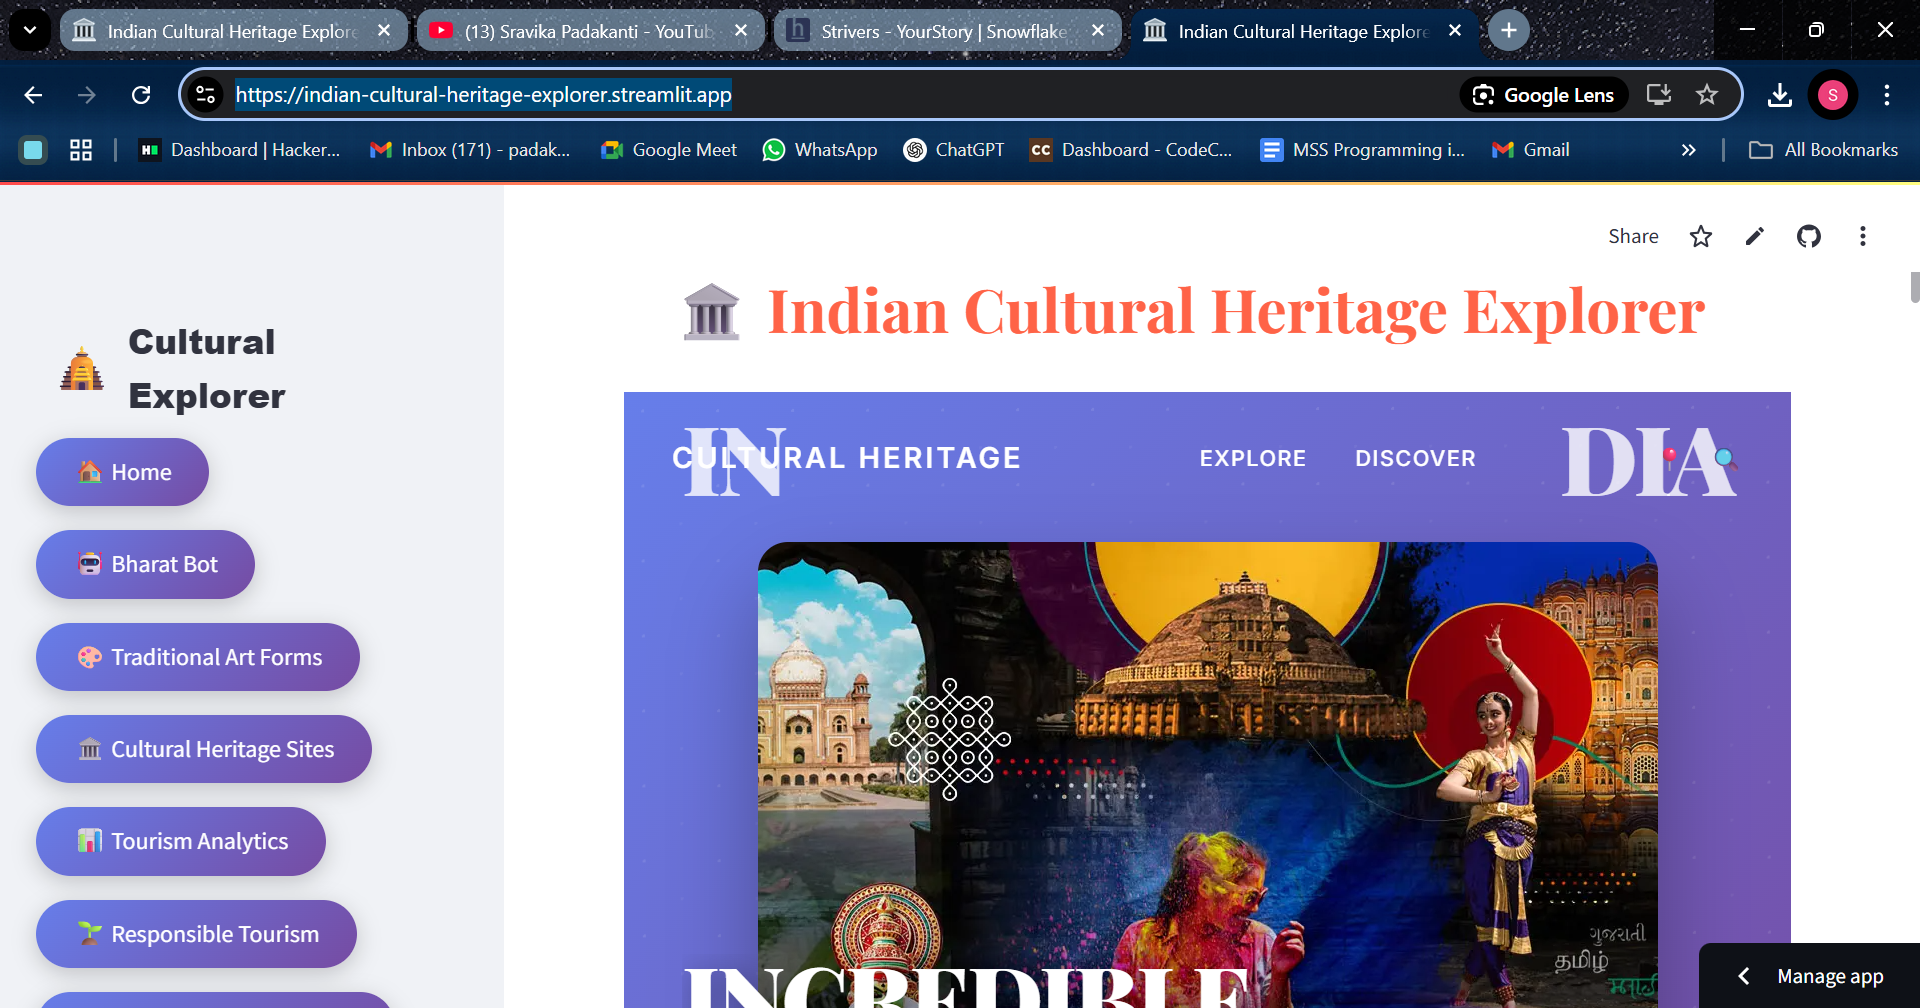 Indian Cultural Heritage Explore
(13) Sravika Padakanti - YouTub
Strivers - YourStory | Snowflake
Indian Cultural Heritage Explore
https://indian-cultural-heritage-explorer.streamlit.app
Google Lens
S
Dashboard | Hacker...
Inbox (171) - padak...
Google Meet
WhatsApp
ChatGPT
CC
Dashboard - CodeC...
MSS Programming i...
Gmail
All Bookmarks
Share
Indian Cultural Heritage Explorer
Cultural
Explorer
Home
Bharat Bot
Traditional Art Forms
Cultural Heritage Sites
Tourism Analytics
Responsible Tourism
IN
CULTURAL HERITAGE
EXPLORE
DISCOVER
DIA
ગુજરાતી
தமிழ்
INCREDIBLE
Manage app